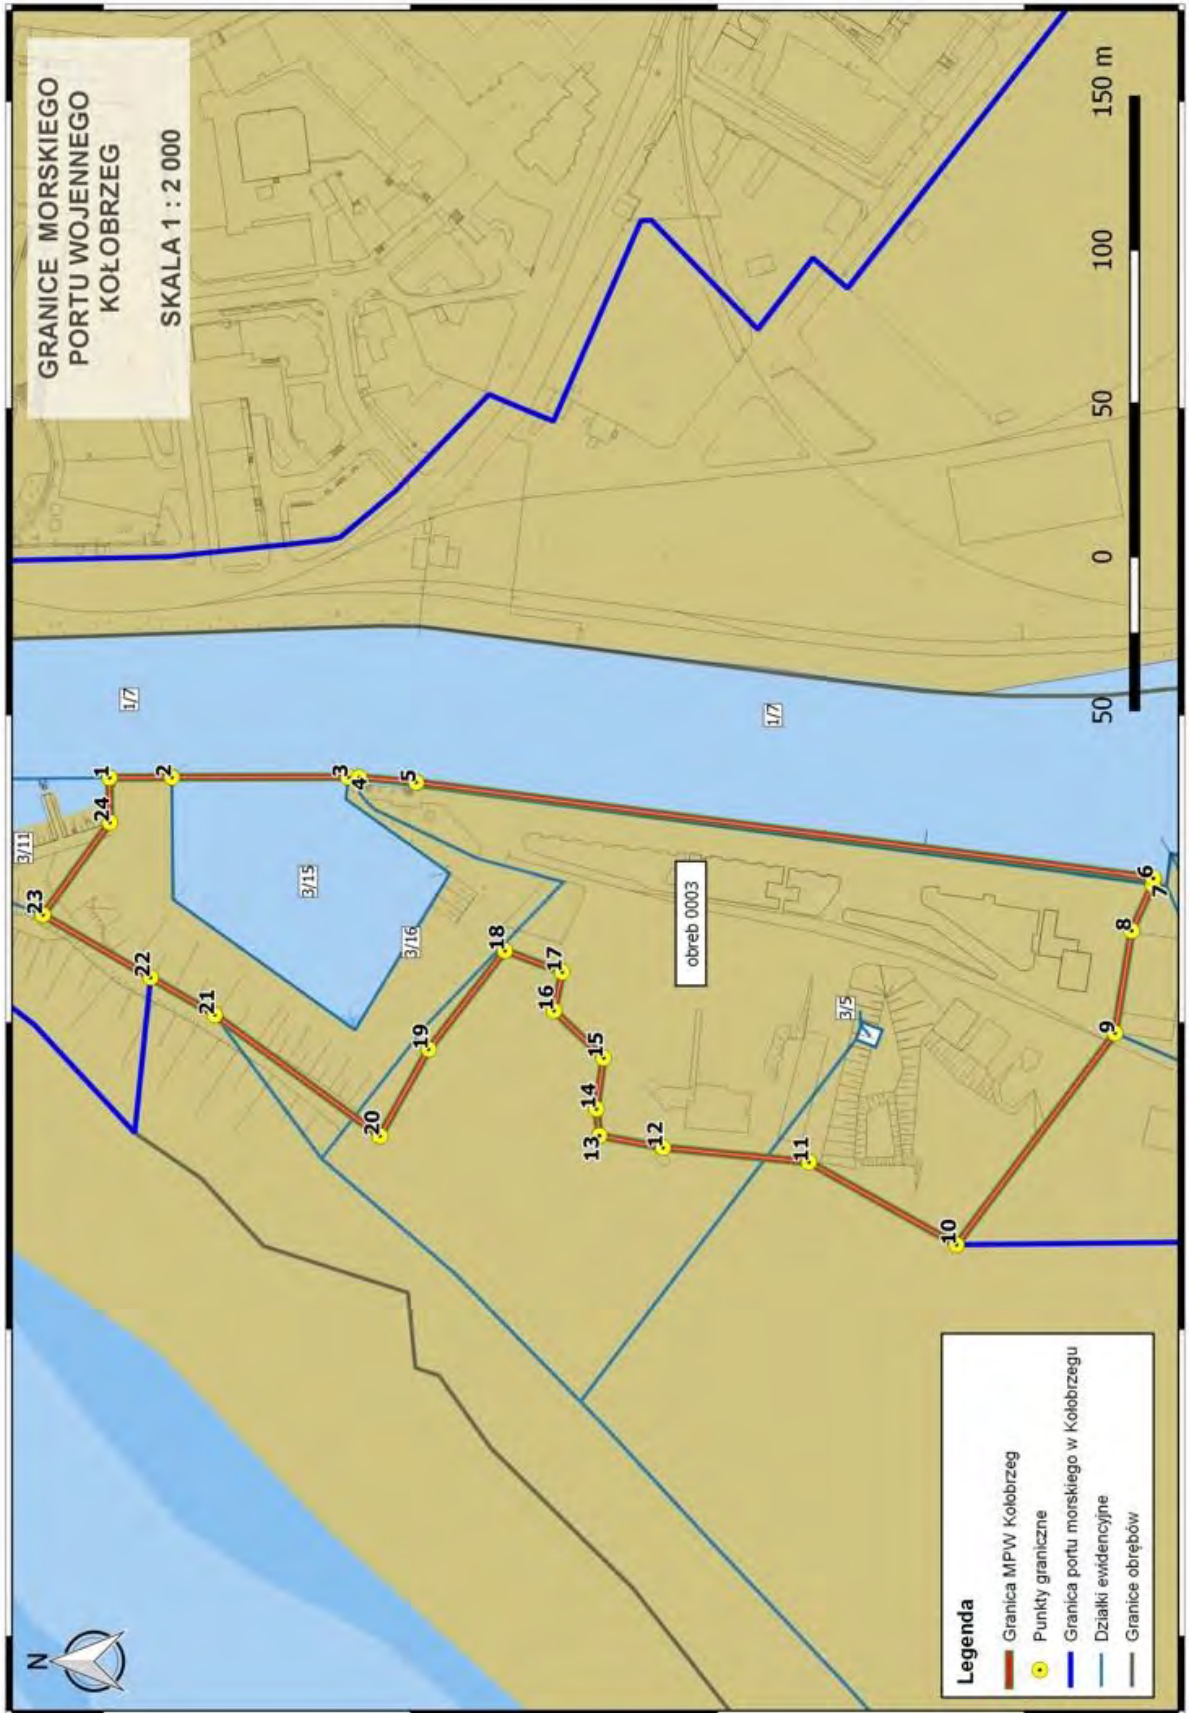 GRANICE MORSKIEGO
PORTU WOJENNEGO
KOŁOBRZEG
SKALA 1 : 2 000
N
3/11
1/7
1
2
3
4
5
6
7
8
9
10
11
12
13
14
15
16
17
18
19
20
21
22
23
24
3/15
3/16
3/5
obreb 0003
1/7
50
0
50
100
150 m
Legenda
Granica MPW Kołobrzeg
Punkty graniczne
Granica portu morskiego w Kołobrzegu
Działki ewidencyjne
Granice obrębów